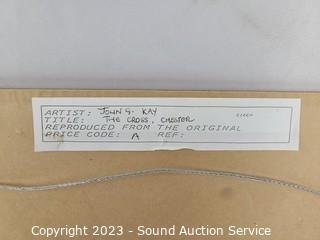 ARTIST: JOHN G. KAY
TITLE: THE CROSS, CHESTER
REPRODUCED FROM THE ORIGINAL
PRICE CODE: A REF:
Copyright 2023 - Sound Auction Service